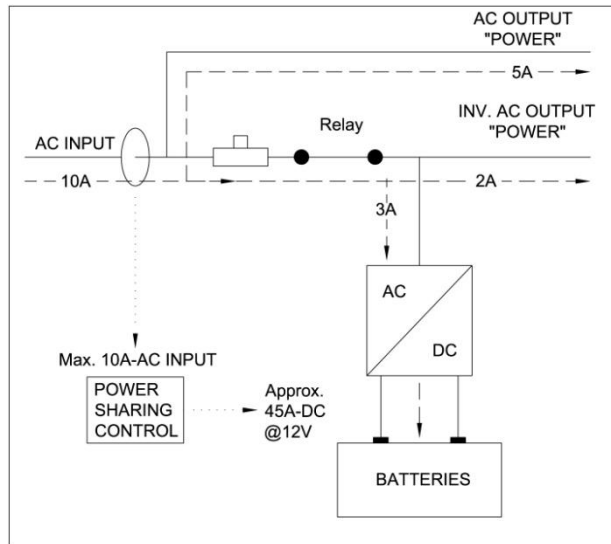 AC OUTPUT
"POWER"
5A
INV. AC OUTPUT
"POWER"
Relay
AC INPUT
10A
2A
3A
AC
DC
Max. 10A-AC INPUT
POWER
SHARING
CONTROL
Approx.
45A-DC
@12V
BATTERIES